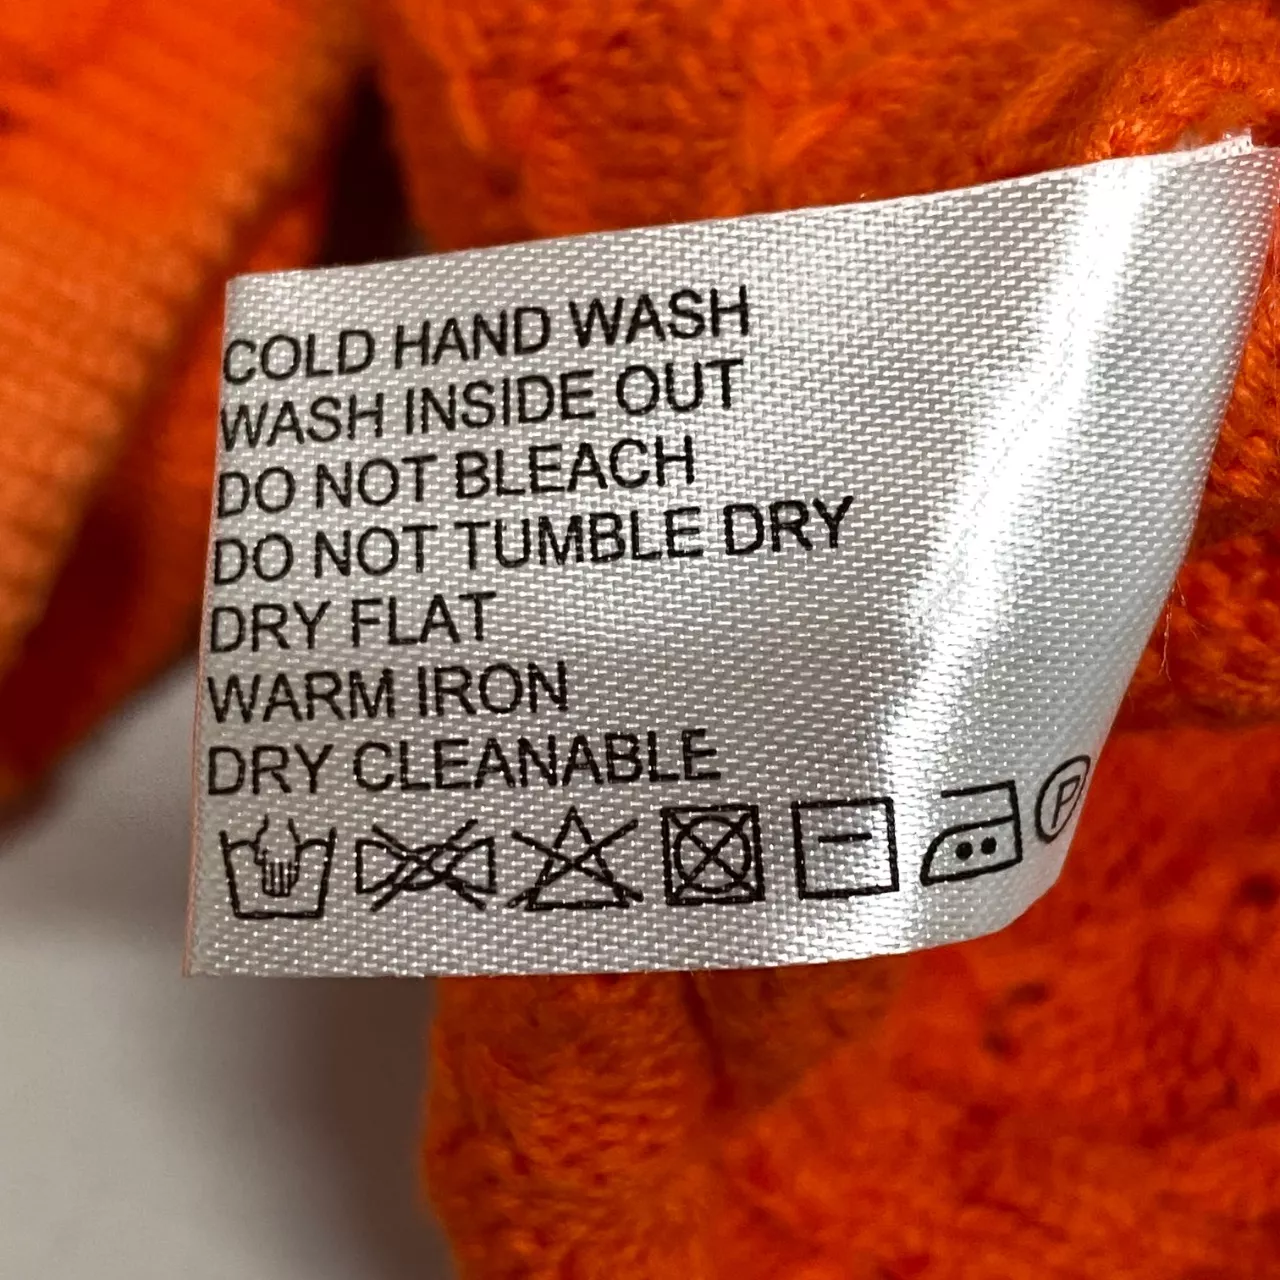 COLD HAND WASH
WASH INSIDE OUT
DO NOT BLEACH
DO NOT TUMBLE DRY
DRY FLAT
WARM IRON
DRY CLEANABLE
P